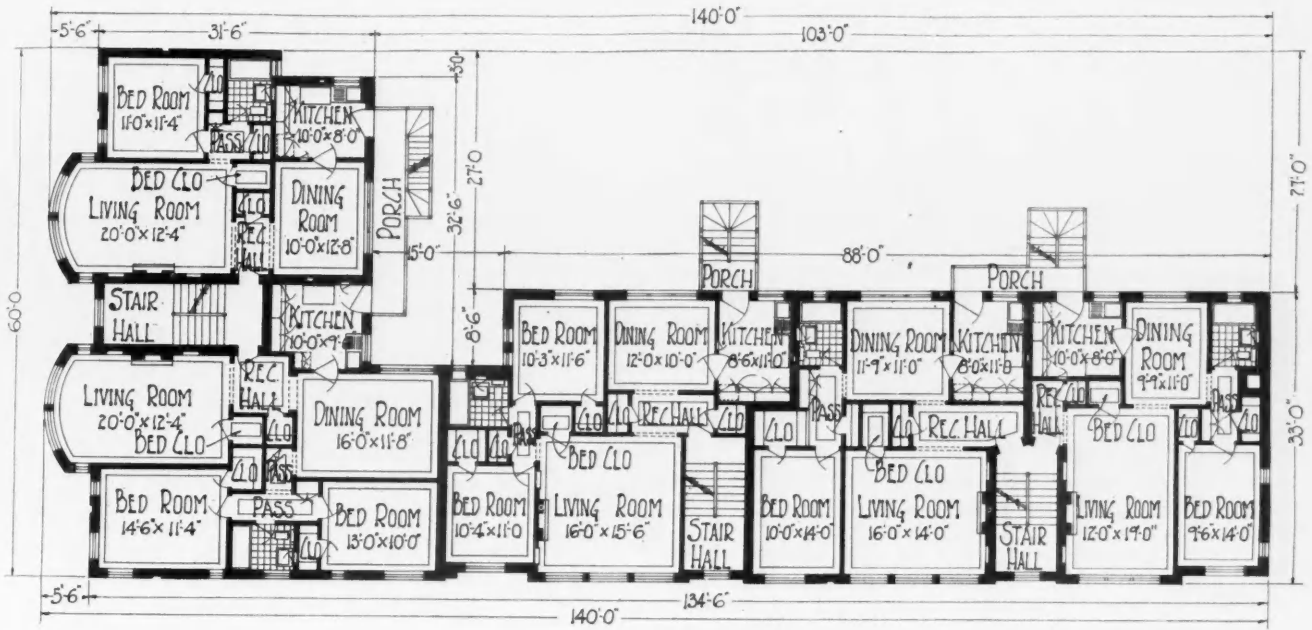 140'-0"
5'-6"
31'-6"
103'-0"
BED ROOM
11'-0"×11'-4"
CLO
PASS
CLO
KITCHEN
10'-0"×8'-0"
3'-0"
27'-0
27'-0"
BED CLO
LIVING ROOM
20'-0"×12'-4"
CLO
REC
HALL
DINING
ROOM
10'-0"×12'-8"
PORCH
32'-6"
15'-0"
60'-0
STAIR
HALL
KITCHEN
8'-6"
88'-0"
PORCH
PORCH
LIVING ROOM
20'-0"×12'-4"
BED CLO
REC
HALL
CLO
DINING ROOM
16'-0"×11'-8"
BED ROOM
14'-6"×11'-4"
CLO
PASS
PASS
CLO
BED ROOM
13'-0"×10'-0"
BED ROOM
10'-3"×11'-6"
DINING ROOM
12'-0×10'-0"
KITCHEN
8'-6"×11'-0"
CLO
CLO
PASS
CLO
CLO
REC HALL
CLO
BED ROOM
10'-4×11'-0
BED CLO
LIVING ROOM
16'-0"×15'-6"
STAIR
HALL
DINING ROOM
11'-9"×11'-0"
KITCHEN
8'-0"×11'-0
CLO
PASS
CLO
REC HALL
BED ROOM
10'-0"×14'-0"
BED CLO
LIVING ROOM
16'-0"×14'-0"
STAIR
HALL
KITCHEN
10'-0"×8'-0"
DINING
ROOM
9'-9"×11'-0"
REC
HALL
CLO
BED CLO
CLO
PASS
CLO
LIVING ROOM
12'-0"×19'-0"
BED ROOM
9'-6"×14'-0"
33'-0"
5'-6"
134'-6"
140'-0"